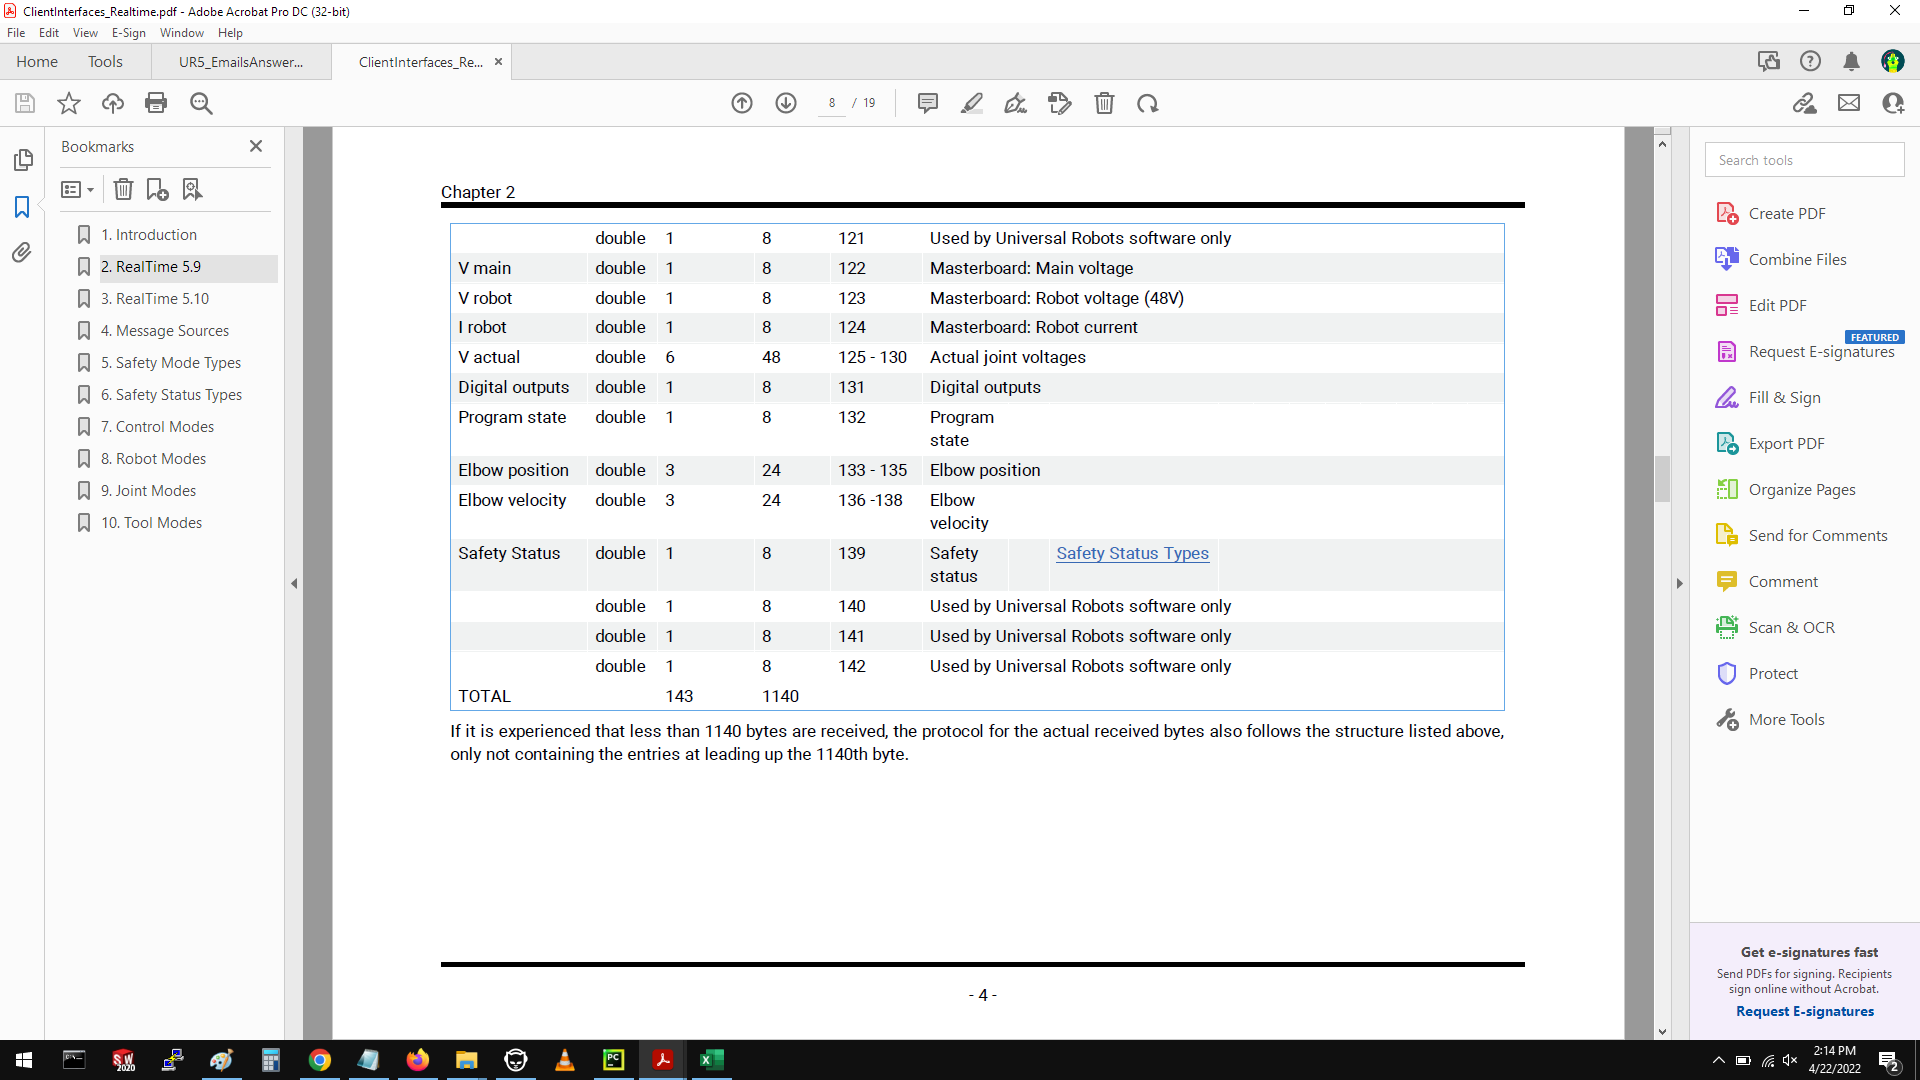 ClientInterfaces_Realtime.pdf - Adobe Acrobat Pro DC (32-bit)
File Edit View E-Sign Window Help
Home Tools UR5_EmailsAnswer... ClientInterfaces_Re...
8 / 19
Bookmarks
1. Introduction
2. RealTime 5.9
3. RealTime 5.10
4. Message Sources
5. Safety Mode Types
6. Safety Status Types
7. Control Modes
8. Robot Modes
9. Joint Modes
10. Tool Modes
Chapter 2
double 1 8 121 Used by Universal Robots software only
V main double 1 8 122 Masterboard: Main voltage
V robot double 1 8 123 Masterboard: Robot voltage (48V)
I robot double 1 8 124 Masterboard: Robot current
V actual double 6 48 125 - 130 Actual joint voltages
Digital outputs double 1 8 131 Digital outputs
Program state double 1 8 132 Program
state
Elbow position double 3 24 133 - 135 Elbow position
Elbow velocity double 3 24 136 -138 Elbow
velocity
Safety Status double 1 8 139 Safety Safety Status Types
status
double 1 8 140 Used by Universal Robots software only
double 1 8 141 Used by Universal Robots software only
double 1 8 142 Used by Universal Robots software only
TOTAL 143 1140
If it is experienced that less than 1140 bytes are received, the protocol for the actual received bytes also follows the structure listed above,
only not containing the entries at leading up the 1140th byte.
- 4 -
Search tools
Create PDF
Combine Files
Edit PDF
FEATURED
Request E-signatures
Fill & Sign
Export PDF
Organize Pages
Send for Comments
Comment
Scan & OCR
Protect
More Tools
Get e-signatures fast
Send PDFs for signing. Recipients
sign online without Acrobat.
Request E-signatures
SW
2020
PC
2:14 PM
4/22/2022
2